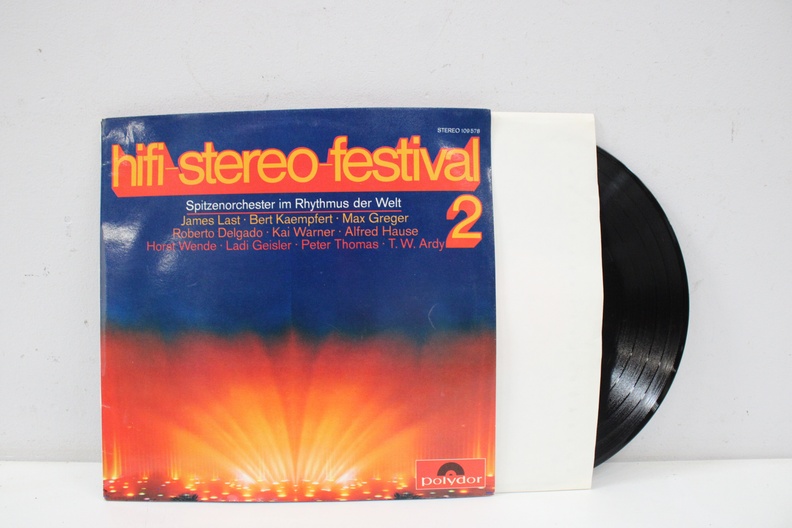 STEREO 109 578
hifi-stereo-festival
2
Spitzenorchester im Rhythmus der Welt
James Last · Bert Kaempfert · Max Greger
Roberto Delgado · Kai Warner · Alfred Hause
Horst Wende · Ladi Geisler · Peter Thomas · T. W. Ardy
polydor